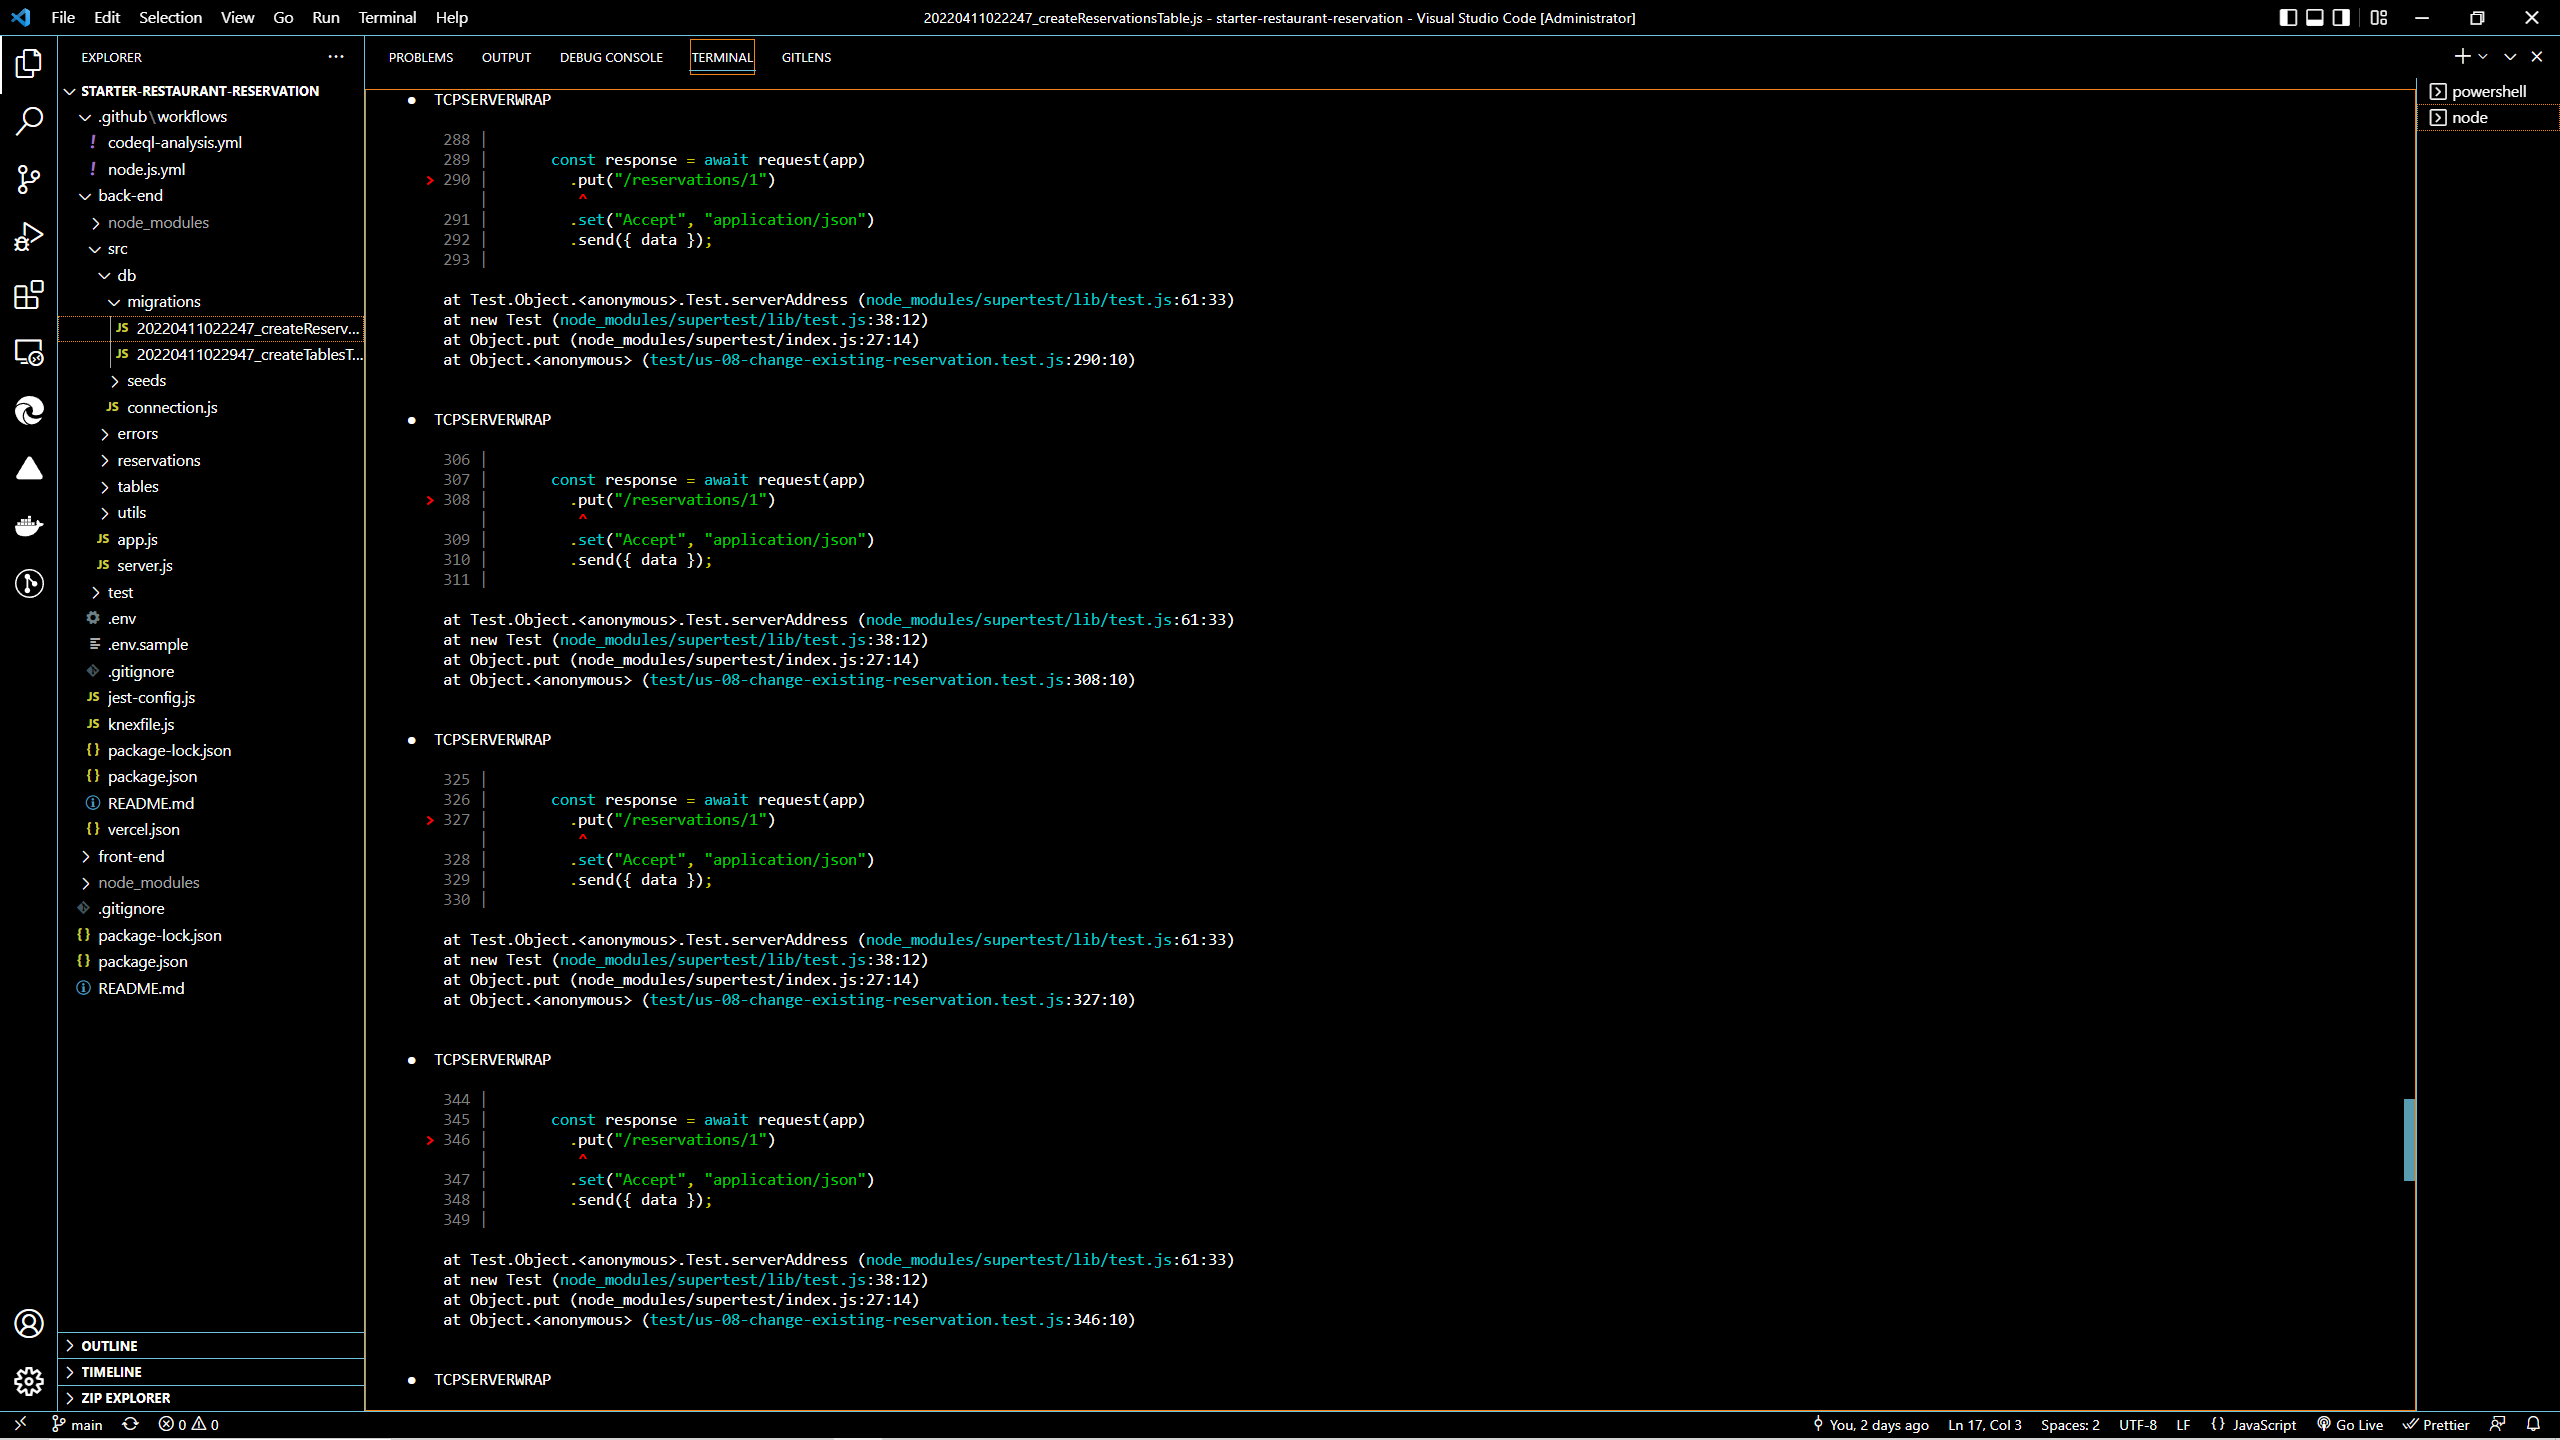 File Edit Selection View Go Run Terminal Help
20220411022247_createReservationsTable.js - starter-restaurant-reservation - Visual Studio Code [Administrator]
EXPLORER
STARTER-RESTAURANT-RESERVATION
.github\workflows
! codeql-analysis.yml
! node.js.yml
back-end
node_modules
src
db
migrations
JS 20220411022247_createReserv...
JS 20220411022947_createTablesT...
seeds
JS connection.js
errors
reservations
tables
utils
JS app.js
JS server.js
test
.env
.env.sample
.gitignore
JS jest-config.js
JS knexfile.js
{} package-lock.json
{} package.json
README.md
{} vercel.json
front-end
node_modules
.gitignore
{} package-lock.json
{} package.json
README.md
OUTLINE
TIMELINE
ZIP EXPLORER
PROBLEMS OUTPUT DEBUG CONSOLE TERMINAL GITLENS
● TCPSERVERWRAP
288 |
289 | const response = await request(app)
> 290 | .put("/reservations/1")
| ^
291 | .set("Accept", "application/json")
292 | .send({ data });
293 |
at Test.Object.<anonymous>.Test.serverAddress (node_modules/supertest/lib/test.js:61:33)
at new Test (node_modules/supertest/lib/test.js:38:12)
at Object.put (node_modules/supertest/index.js:27:14)
at Object.<anonymous> (test/us-08-change-existing-reservation.test.js:290:10)
● TCPSERVERWRAP
306 |
307 | const response = await request(app)
> 308 | .put("/reservations/1")
| ^
309 | .set("Accept", "application/json")
310 | .send({ data });
311 |
at Test.Object.<anonymous>.Test.serverAddress (node_modules/supertest/lib/test.js:61:33)
at new Test (node_modules/supertest/lib/test.js:38:12)
at Object.put (node_modules/supertest/index.js:27:14)
at Object.<anonymous> (test/us-08-change-existing-reservation.test.js:308:10)
● TCPSERVERWRAP
325 |
326 | const response = await request(app)
> 327 | .put("/reservations/1")
| ^
328 | .set("Accept", "application/json")
329 | .send({ data });
330 |
at Test.Object.<anonymous>.Test.serverAddress (node_modules/supertest/lib/test.js:61:33)
at new Test (node_modules/supertest/lib/test.js:38:12)
at Object.put (node_modules/supertest/index.js:27:14)
at Object.<anonymous> (test/us-08-change-existing-reservation.test.js:327:10)
● TCPSERVERWRAP
344 |
345 | const response = await request(app)
> 346 | .put("/reservations/1")
| ^
347 | .set("Accept", "application/json")
348 | .send({ data });
349 |
at Test.Object.<anonymous>.Test.serverAddress (node_modules/supertest/lib/test.js:61:33)
at new Test (node_modules/supertest/lib/test.js:38:12)
at Object.put (node_modules/supertest/index.js:27:14)
at Object.<anonymous> (test/us-08-change-existing-reservation.test.js:346:10)
● TCPSERVERWRAP
powershell
node
main 0 0 You, 2 days ago Ln 17, Col 3 Spaces: 2 UTF-8 LF {} JavaScript Go Live Prettier